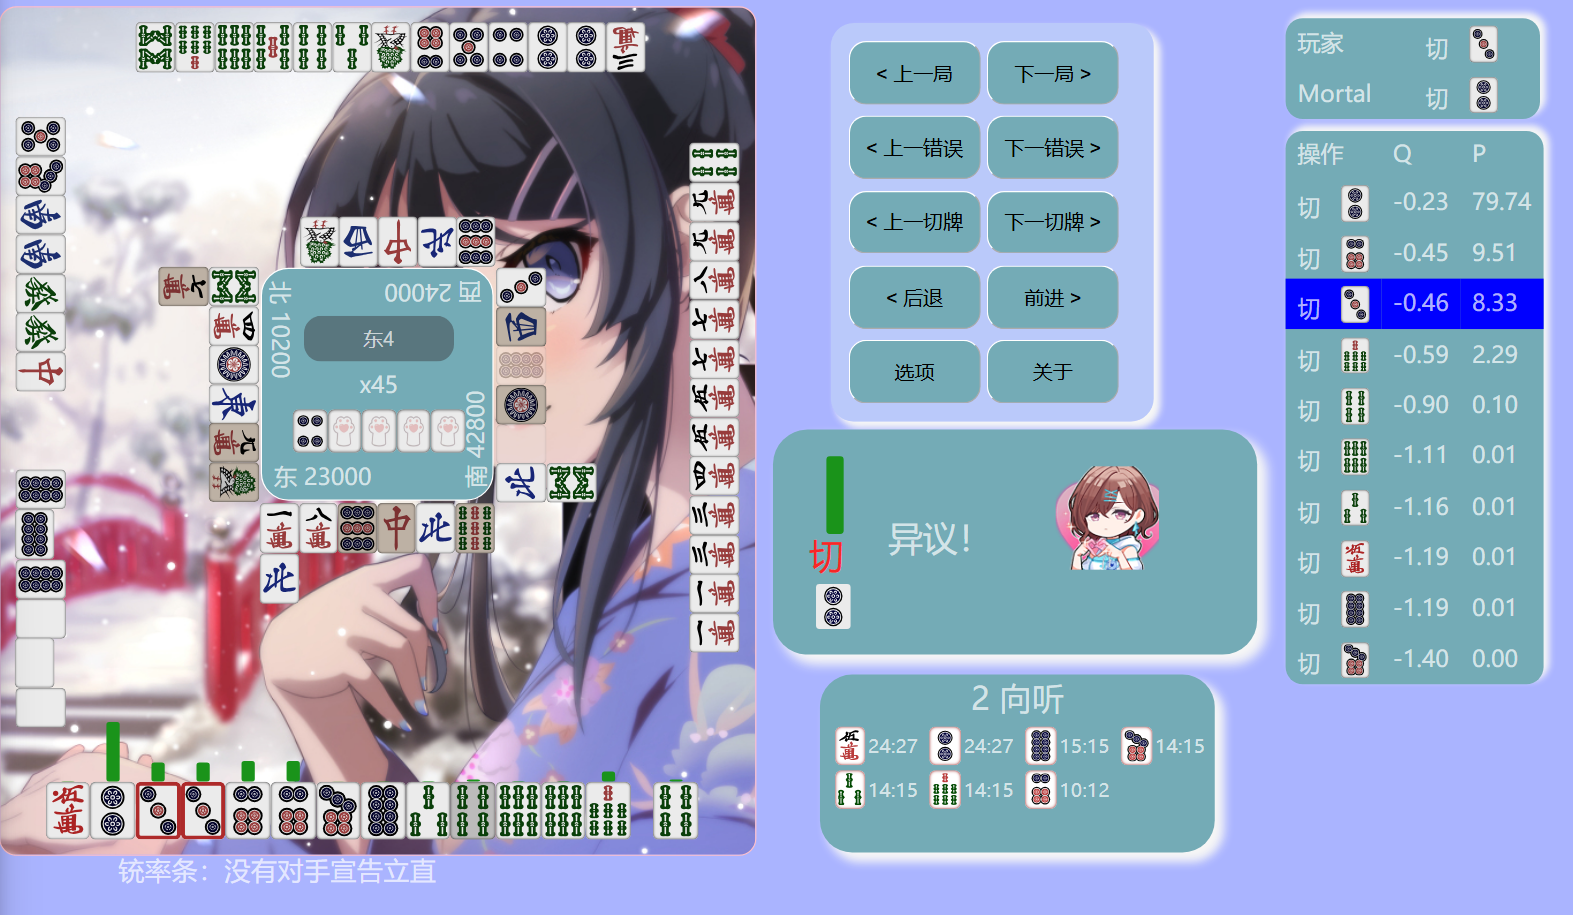 北 10200
西 24000
东4
x45
南 42800
东 23000
铳率条：没有对手宣告立直
< 上一局
下一局 >
< 上一错误
下一错误 >
< 上一切牌
下一切牌 >
< 后退
前进 >
选项
关于
切
异议！
2 向听
24:27 24:27 15:15 14:15
14:15 14:15 10:12
玩家 切
Mortal 切
操作 Q P
切 -0.23 79.74
切 -0.45 9.51
切 -0.46 8.33
切 -0.59 2.29
切 -0.90 0.10
切 -1.11 0.01
切 -1.16 0.01
切 -1.19 0.01
切 -1.19 0.01
切 -1.40 0.00